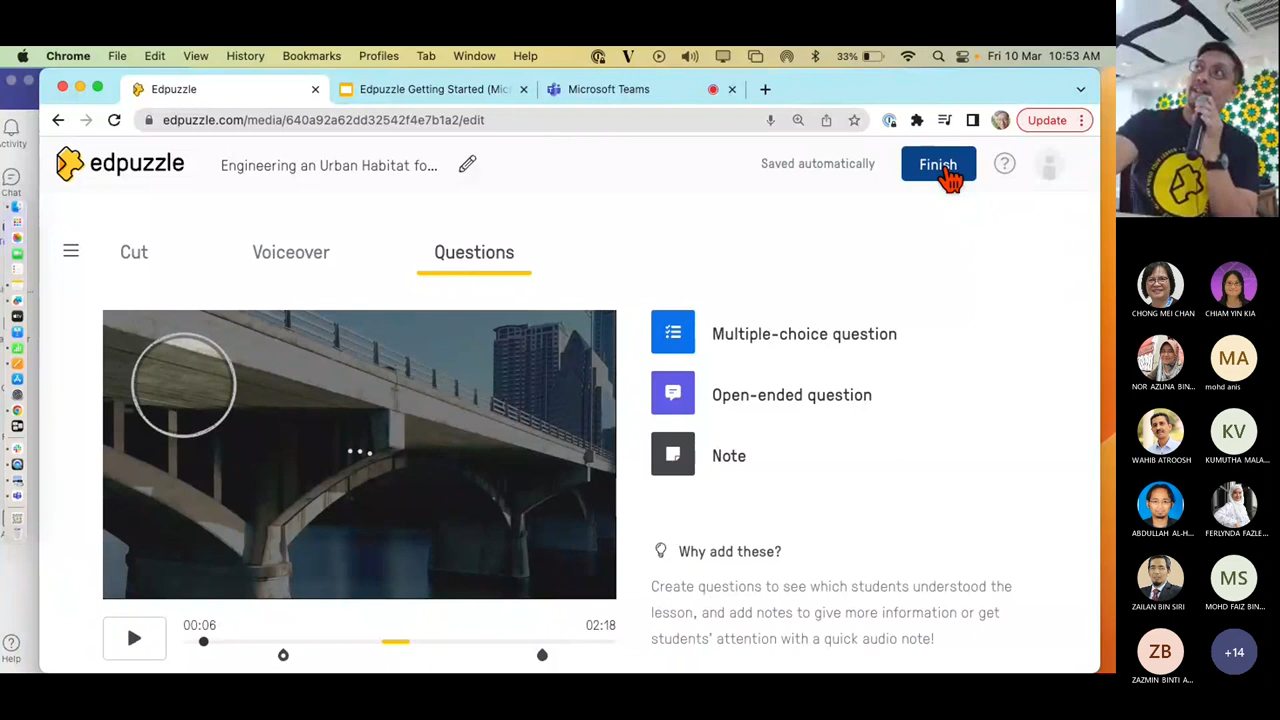 Chrome File Edit View History Bookmarks Profiles Tab Window Help 33% Fri 10 Mar 10:53 AM
Edpuzzle
Edpuzzle Getting Started (Mic
Microsoft Teams
edpuzzle.com/media/640a92a62dd32542f4e7b1a2/edit
Update
edpuzzle
Engineering an Urban Habitat fo...
Saved automatically
Finish
Cut
Voiceover
Questions
Multiple-choice question
Open-ended question
Note
Why add these?
Create questions to see which students understood the
lesson, and add notes to give more information or get
students' attention with a quick audio note!
00:06
02:18
Activity
Chat
Help
CHONG MEI CHAN
CHIAM YIN KIA
NOR AZLINA BIN...
MA
mohd anis
WAHIB ATROOSH
KV
KUMUTHA MALA...
ABDULLAH AL-H...
FERLYNDA FAZLE...
ZAILAN BIN SIRI
MS
MOHD FAIZ BIN...
ZB
ZAZMIN BINTI A...
+14